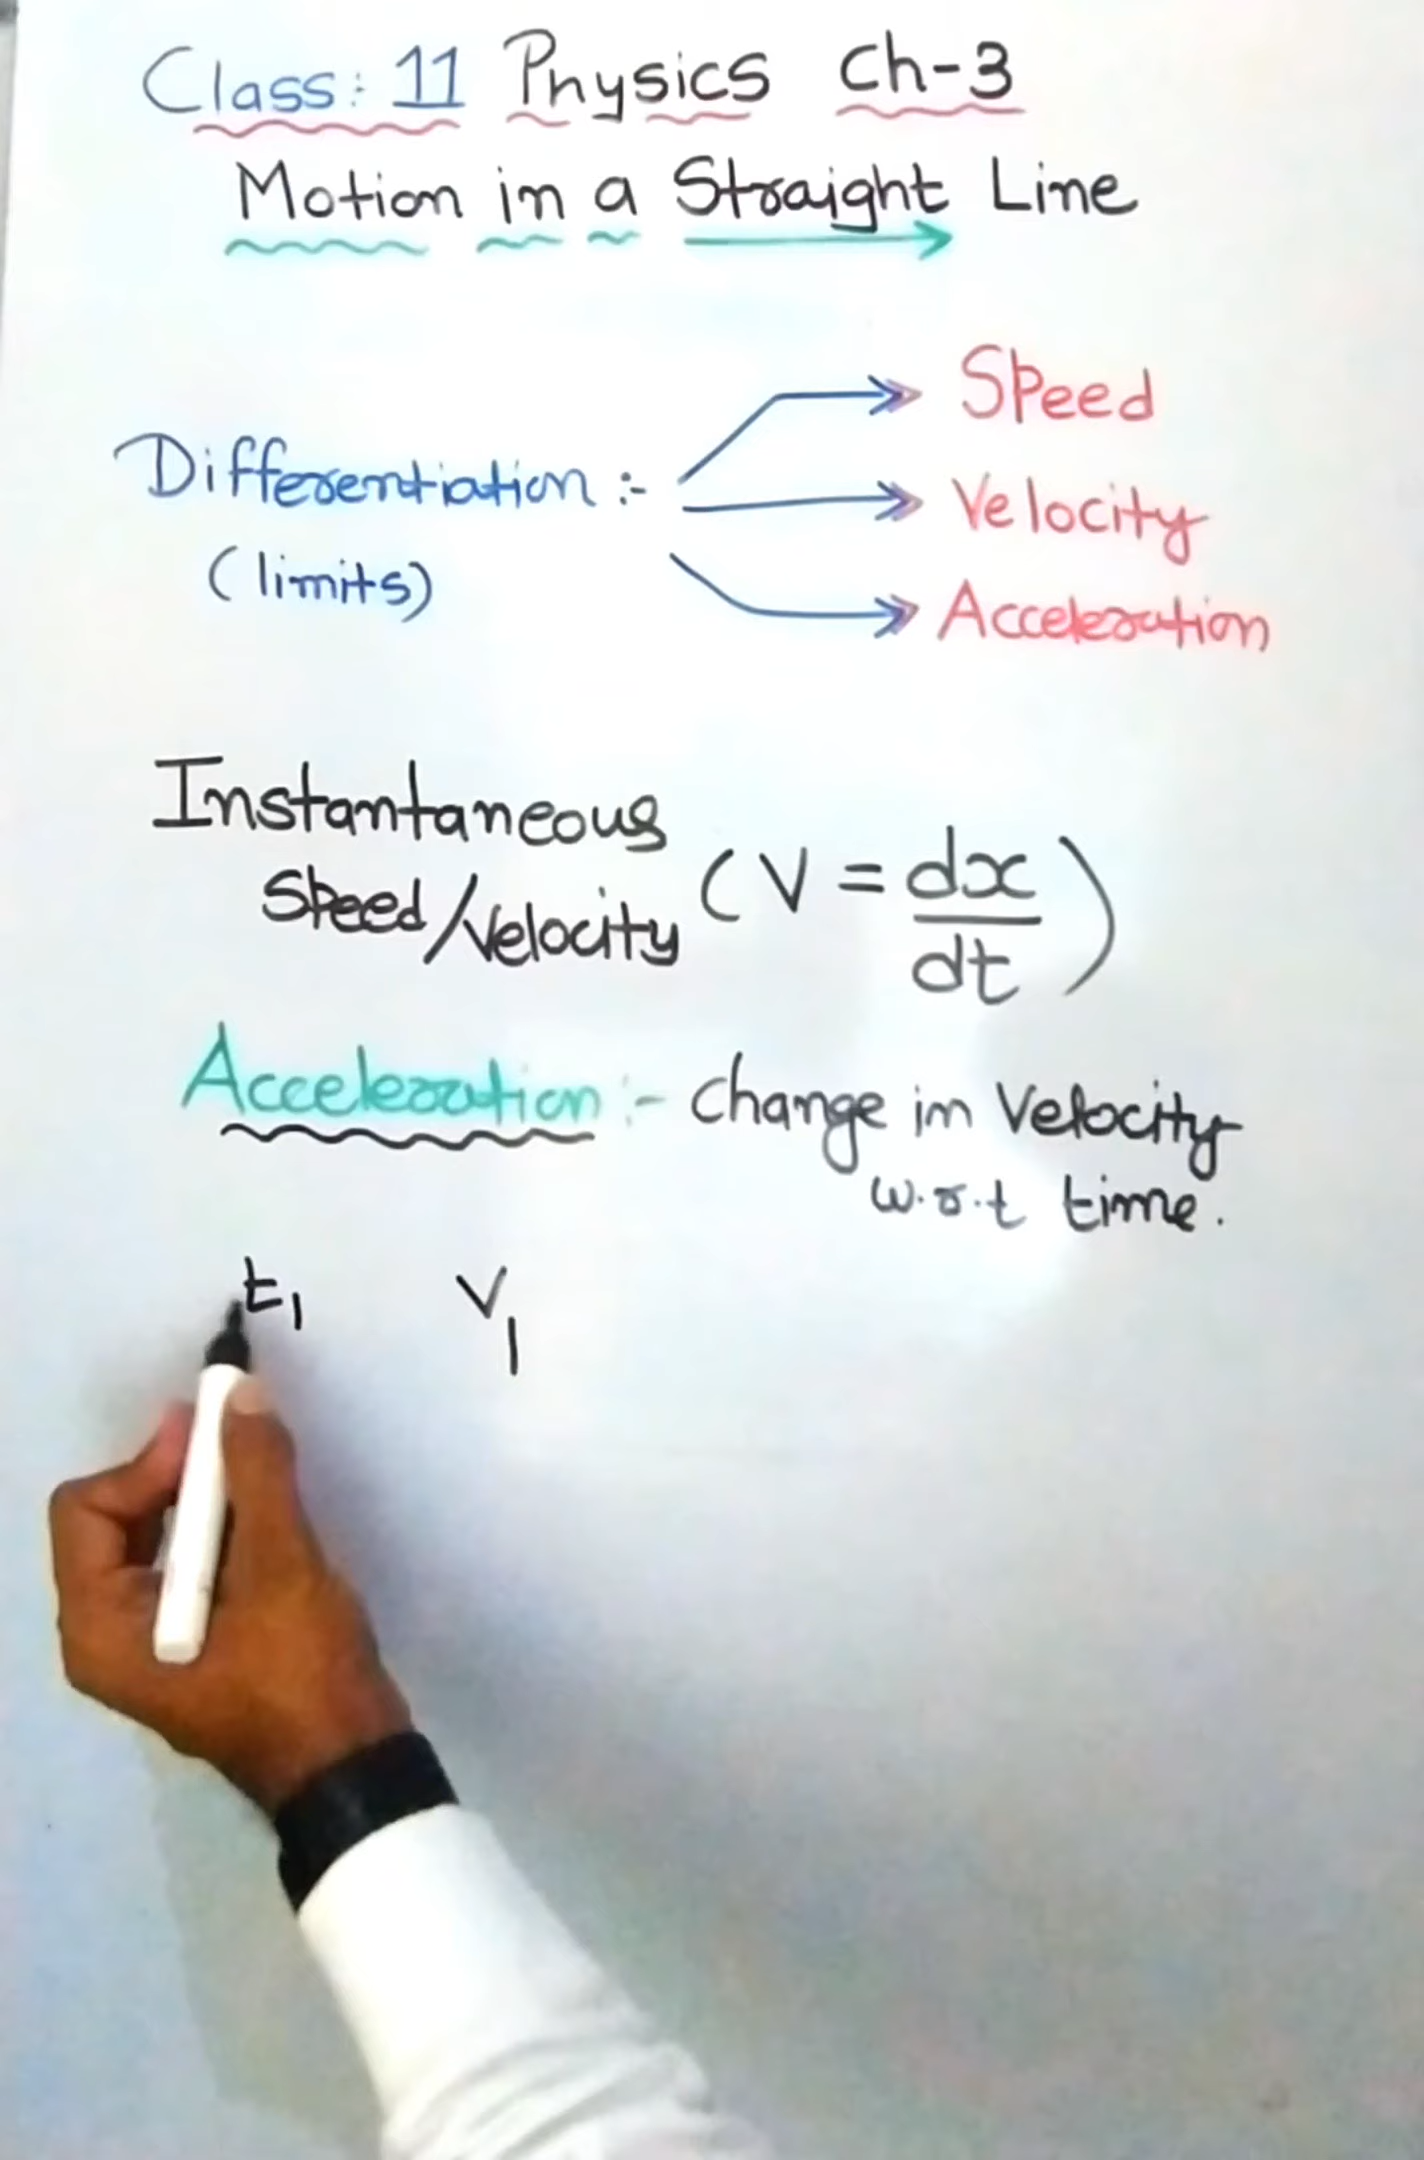 Class: 11 Physics Ch-3
Motion in a Straight Line
Speed
Differentiation :-
Velocity
(limits)
Acceleration
Instantaneous
Speed/Velocity (V = dx/dt)
Acceleration :- change in Velocity
w.r.t time.
t₁ V₁